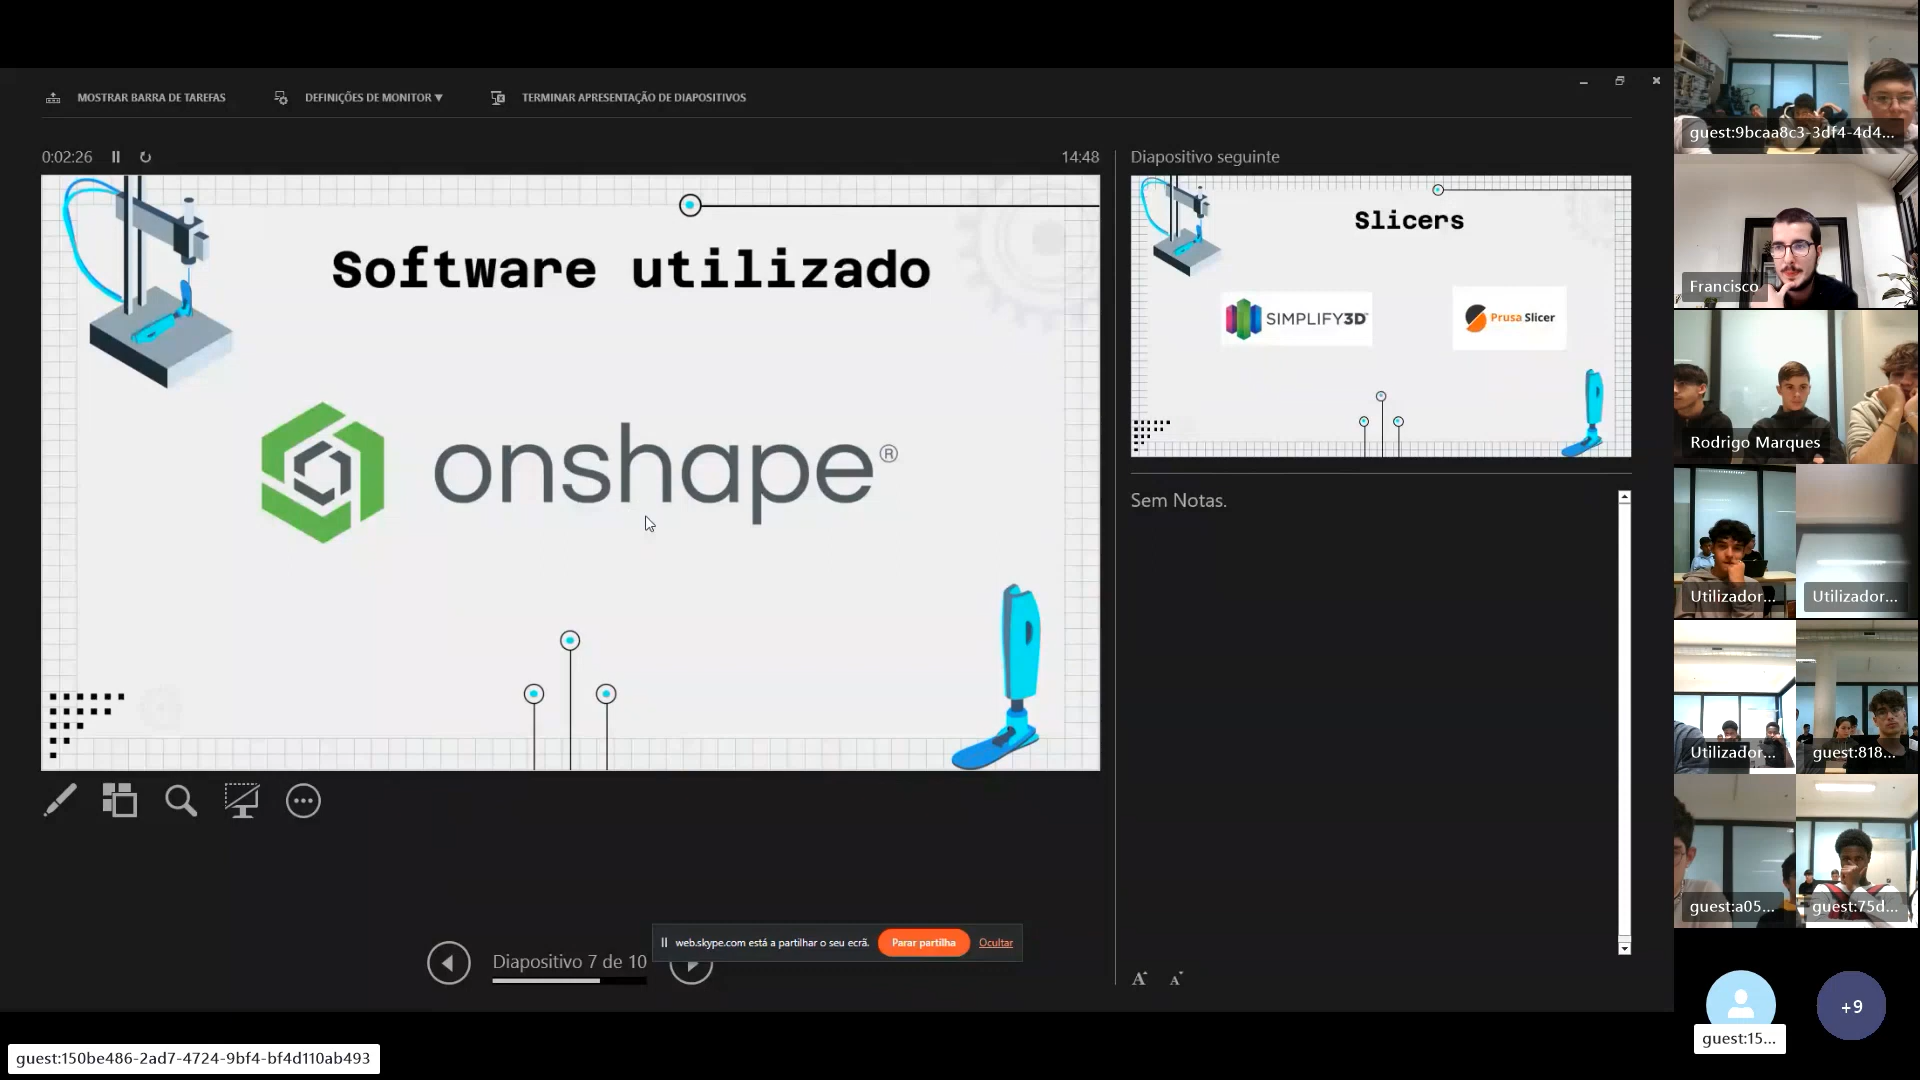 MOSTRAR BARRA DE TAREFAS
DEFINIÇÕES DE MONITOR ▼
TERMINAR APRESENTAÇÃO DE DIAPOSITIVOS
0:02:26
14:48
Software utilizado
onshape®
Diapositivo seguinte
Slicers
SIMPLIFY3D
Prusa Slicer
Sem Notas.
Diapositivo 7 de 10
web.skype.com está a partilhar o seu ecrã.
Parar partilha
Ocultar
A A
guest:9bcaa8c3-3df4-4d4...
Francisco
Rodrigo Marques
Utilizador...
Utilizador...
Utilizador...
guest:818...
guest:a05...
guest:75d...
guest:15...
+9
guest:150be486-2ad7-4724-9bf4-bf4d110ab493